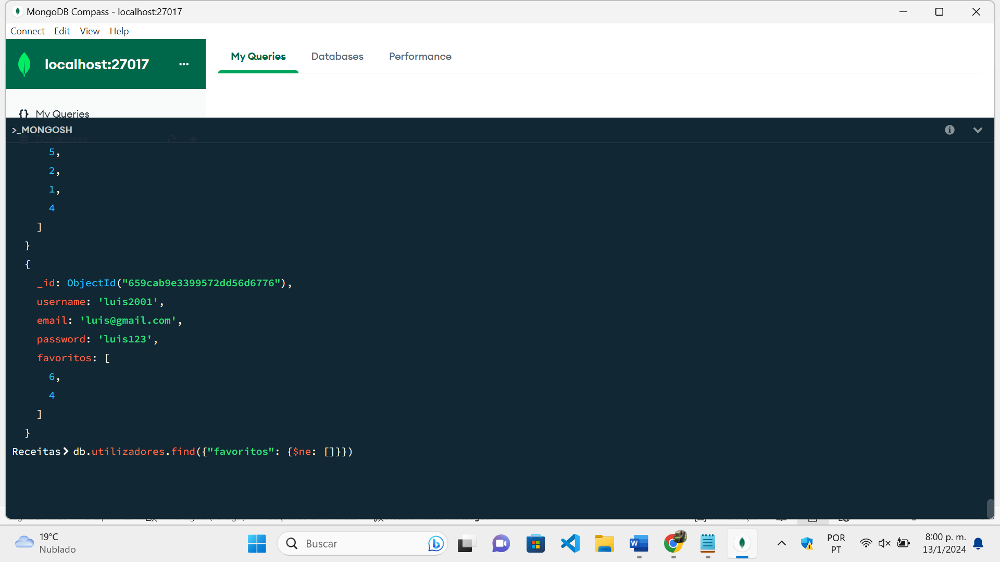 MongoDB Compass - localhost:27017
Connect Edit View Help
localhost:27017 ...
My Queries Databases Performance
{} My Queries
>_MONGOSH
Databases
5,
2,
1,
4
]
}
{
_id: ObjectId("659cab9e3399572dd56d6776"),
username: 'luis2001',
email: 'luis@gmail.com',
password: 'luis123',
favoritos: [
6,
4
]
}
Receitas> db.utilizadores.find({"favoritos": {$ne: []}})
19°C
Nublado
Buscar
POR
PT
8:00 p. m.
13/1/2024